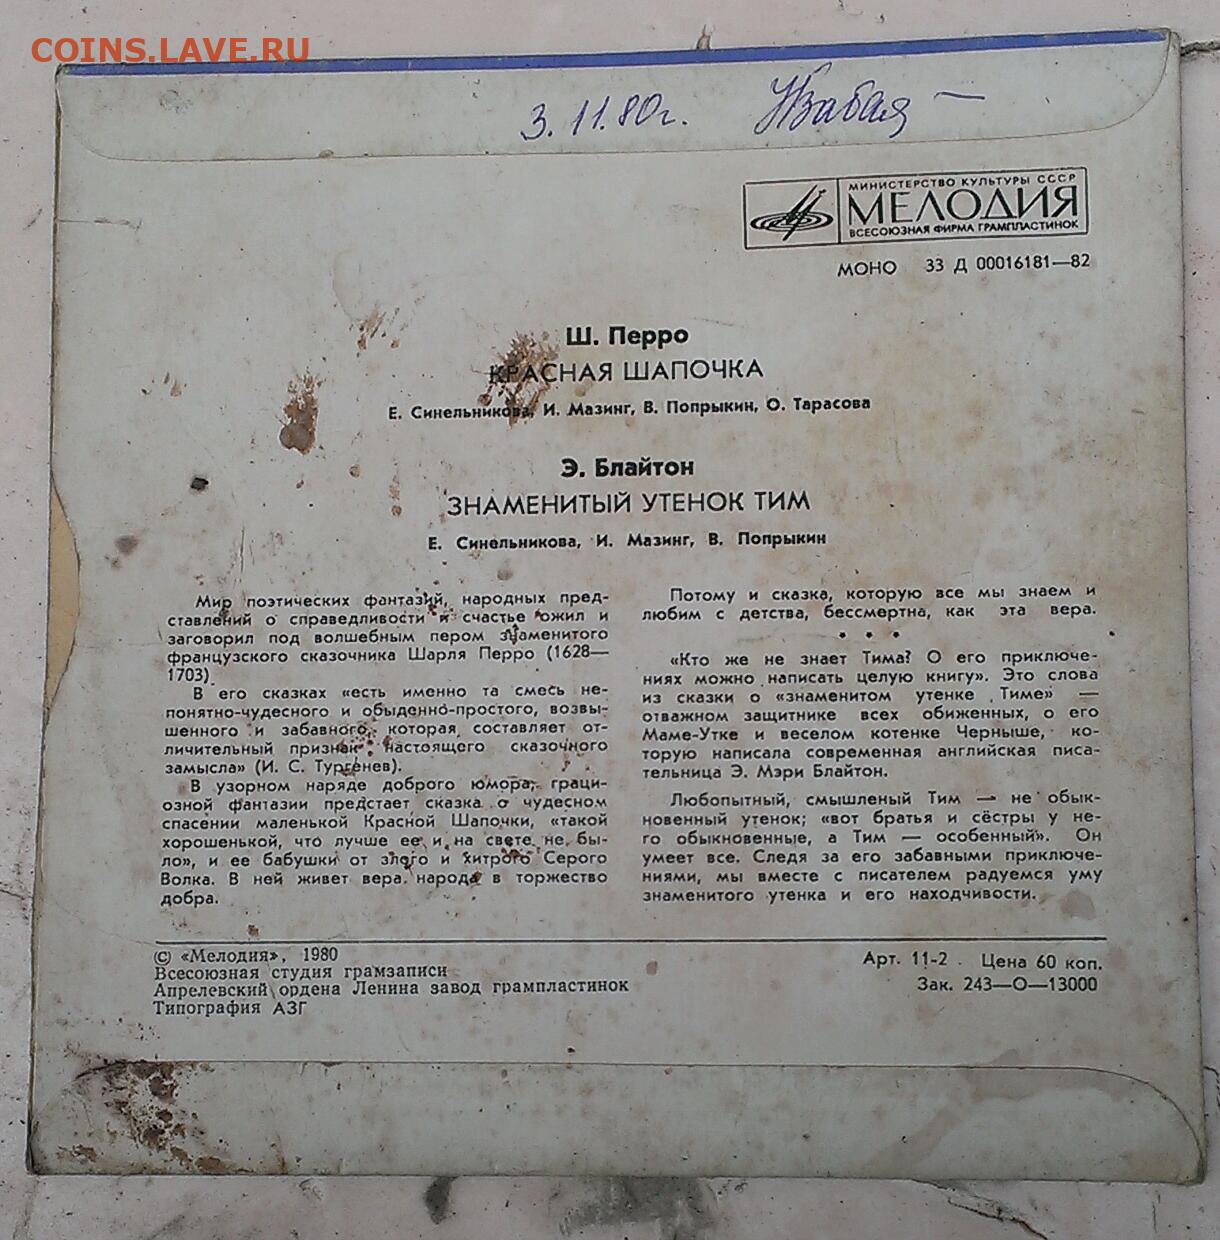 COINS.LAVE.RU
3.11.80г.
МИНИСТЕРСТВО КУЛЬТУРЫ СССР
МЕЛОДИЯ
ВСЕСОЮЗНАЯ ФИРМА ГРАМПЛАСТИНОК
МОНО 33 Д 00016181—82
Ш. Перро
КРАСНАЯ ШАПОЧКА
Е. Синельникова, И. Мазинг, В. Попрыкин, О. Тарасова
Э. Блайтон
ЗНАМЕНИТЫЙ УТЕНОК ТИМ
Е. Синельникова, И. Мазинг, В. Попрыкин
Мир поэтических фантазий, народных пред-
ставлений о справедливости и счастье ожил и
заговорил под волшебным пером знаменитого
французского сказочника Шарля Перро (1628—
1703).
В его сказках «есть именно та смесь не-
понятно-чудесного и обыденно-простого, возвы-
шенного и забавного, которая составляет от-
личительный признак настоящего сказочного
замысла» (И. С. Тургенев).
В узорном наряде доброго юмора, граци-
озной фантазии предстает сказка о чудесном
спасении маленькой Красной Шапочки, «такой
хорошенькой, что лучше ее и на свете не бы-
ло», и ее бабушки от злого и хитрого Серого
Волка. В ней живет вера народа в торжество
добра.
Потому и сказка, которую все мы знаем и
любим с детства, бессмертна, как эта вера.
* * *
«Кто же не знает Тима? О его приключе-
ниях можно написать целую книгу». Это слова
из сказки о «знаменитом утенке Тиме» —
отважном защитнике всех обиженных, о его
Маме-Утке и веселом котенке Черныше, ко-
торую написала современная английская писа-
тельница Э. Мэри Блайтон.
Любопытный, смышленый Тим — не обык-
новенный утенок; «вот братья и сёстры у не-
го обыкновенные, а Тим — особенный». Он
умеет все. Следя за его забавными приключе-
ниями, мы вместе с писателем радуемся уму
знаменитого утенка и его находчивости.
© «Мелодия», 1980
Всесоюзная студия грамзаписи
Апрелевский ордена Ленина завод грампластинок
Типография АЗГ
Арт. 11-2 Цена 60 коп.
Зак. 243—О—13000